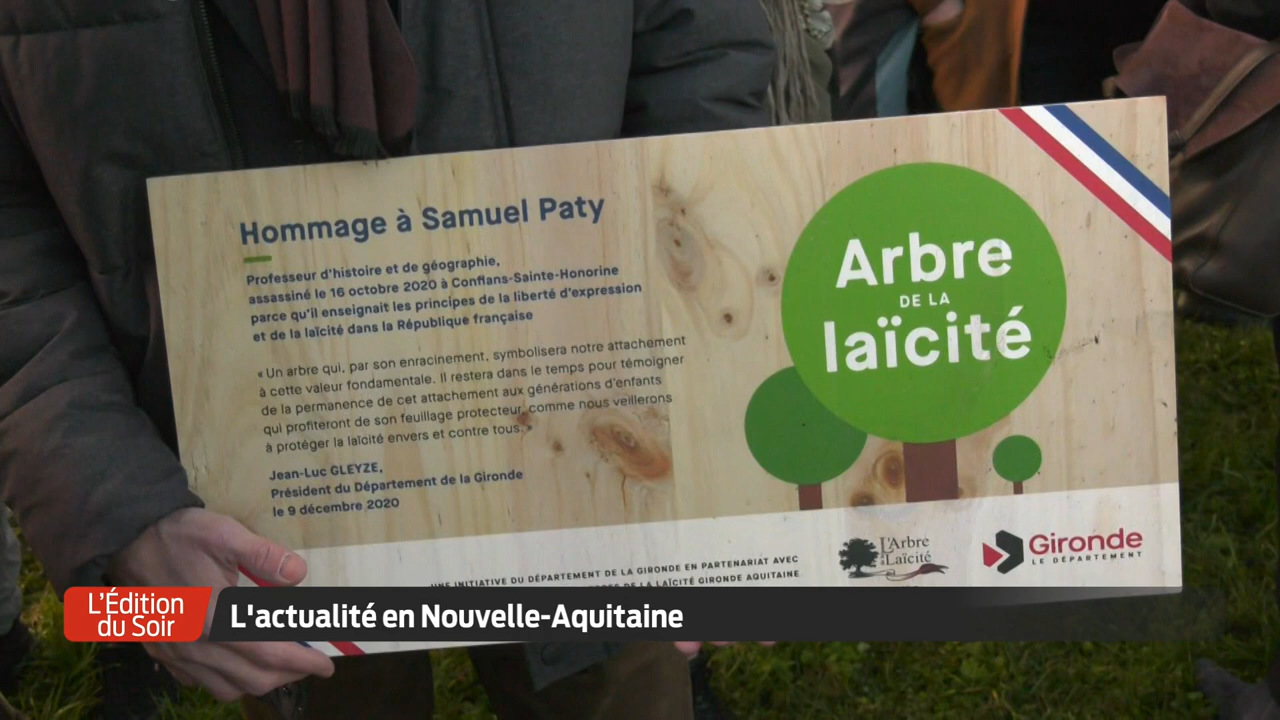 Hommage à Samuel Paty
Professeur d'histoire et de géographie,
assassiné le 16 octobre 2020 à Conflans-Sainte-Honorine
parce qu'il enseignait les principes de la liberté d'expression
et de la laïcité dans la République française
« Un arbre qui, par son enracinement, symbolisera notre attachement
à cette valeur fondamentale. Il restera dans le temps pour témoigner
de la permanence de cet attachement aux générations d'enfants
qui profiteront de son feuillage protecteur, comme nous veillerons
à protéger la laïcité envers et contre tous. »
Jean-Luc GLEYZE,
Président du Département de la Gironde
le 9 décembre 2020
Arbre
DE LA
laïcité
UNE INITIATIVE DU DÉPARTEMENT DE LA GIRONDE EN PARTENARIAT AVEC
DE LA LAÏCITÉ GIRONDE AQUITAINE
L'Arbre
de la Laïcité
Gironde
LE DÉPARTEMENT
L'Édition
du Soir
L'actualité en Nouvelle-Aquitaine